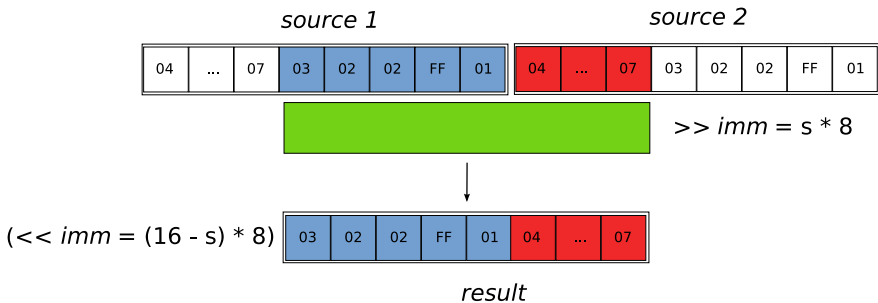 source 1 source 2
04 ... 07 03 02 02 FF 01 04 ... 07 03 02 02 FF 01
>> imm = s * 8
(<< imm = (16 - s) * 8) 03 02 02 FF 01 04 ... 07
result